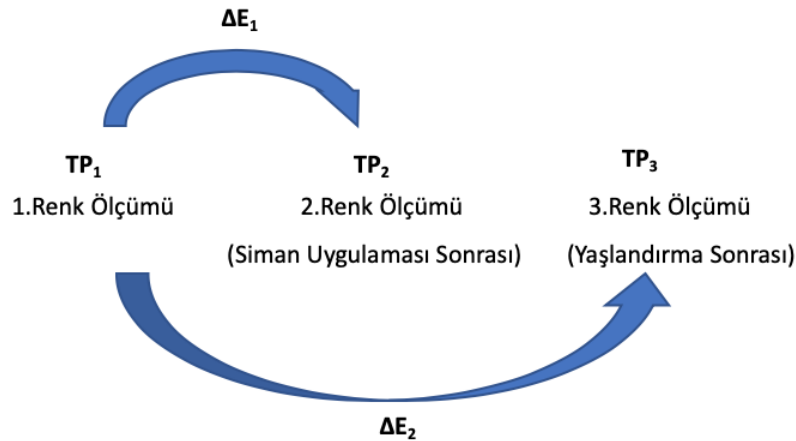 ΔE₁
TP₁
TP₂
TP₃
1.Renk Ölçümü
2.Renk Ölçümü
3.Renk Ölçümü
(Siman Uygulaması Sonrası)
(Yaşlandırma Sonrası)
ΔE₂